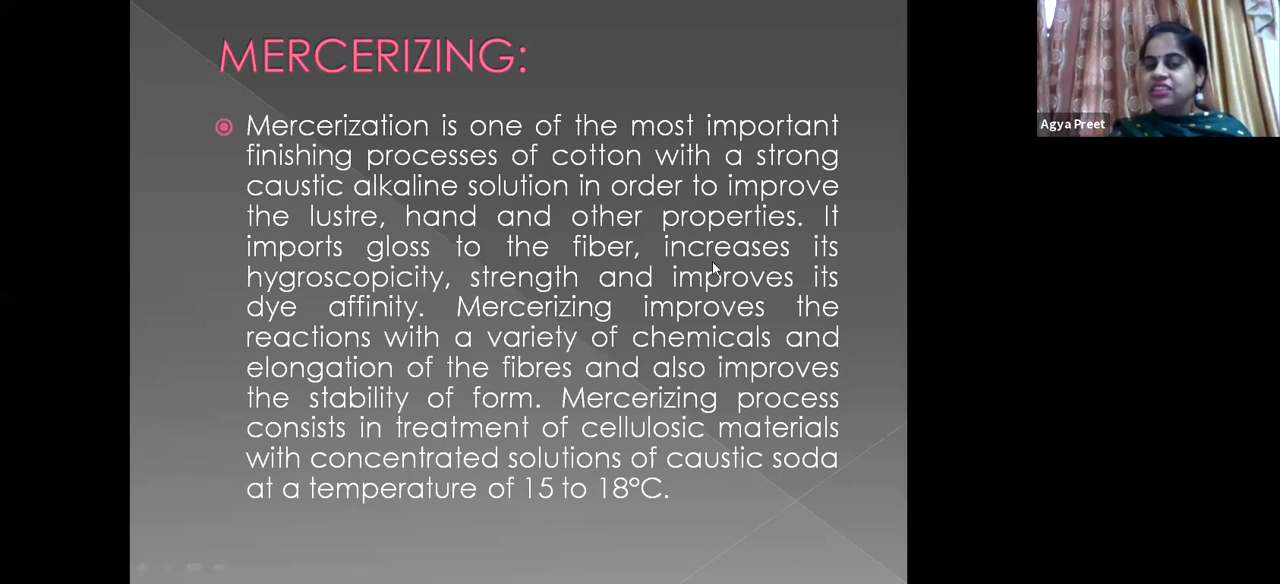 MERCERIZING:
Mercerization is one of the most important
finishing processes of cotton with a strong
caustic alkaline solution in order to improve
the lustre, hand and other properties. It
imports gloss to the fiber, increases its
hygroscopicity, strength and improves its
dye affinity. Mercerizing improves the
reactions with a variety of chemicals and
elongation of the fibres and also improves
the stability of form. Mercerizing process
consists in treatment of cellulosic materials
with concentrated solutions of caustic soda
at a temperature of 15 to 18°C.
Agya Preet